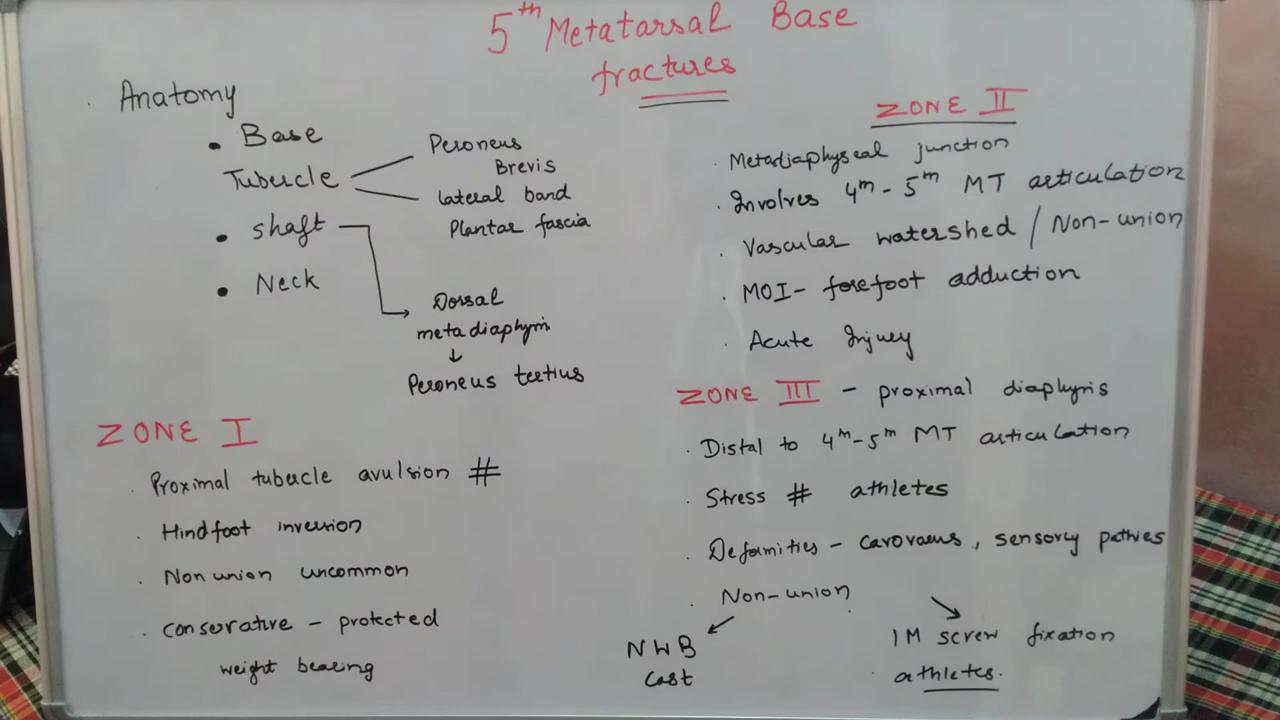 5th Metatarsal Base
fractures
Anatomy
• Base
Tubercle
Peroneus
Brevis
lateral band
Plantar fascia
• shaft
• Neck
Dorsal
metadiaphysis
↓
Peroneus tertius
ZONE I
. Proximal tubercle avulsion #
. Hindfoot inversion
. Non union uncommon
. Conservative - protected
weight bearing
ZONE II
. Metadiaphyseal junction
. Involves 4th - 5th MT articulation
. Vascular watershed / Non-union
. MOI - forefoot adduction
. Acute Injury
ZONE III - proximal diaphysis
. Distal to 4th-5th MT articulation
. Stress # athletes
. Deformities - cavovarus, sensory pathies
. Non-union
NWB
Cast
IM screw fixation
. athletes.